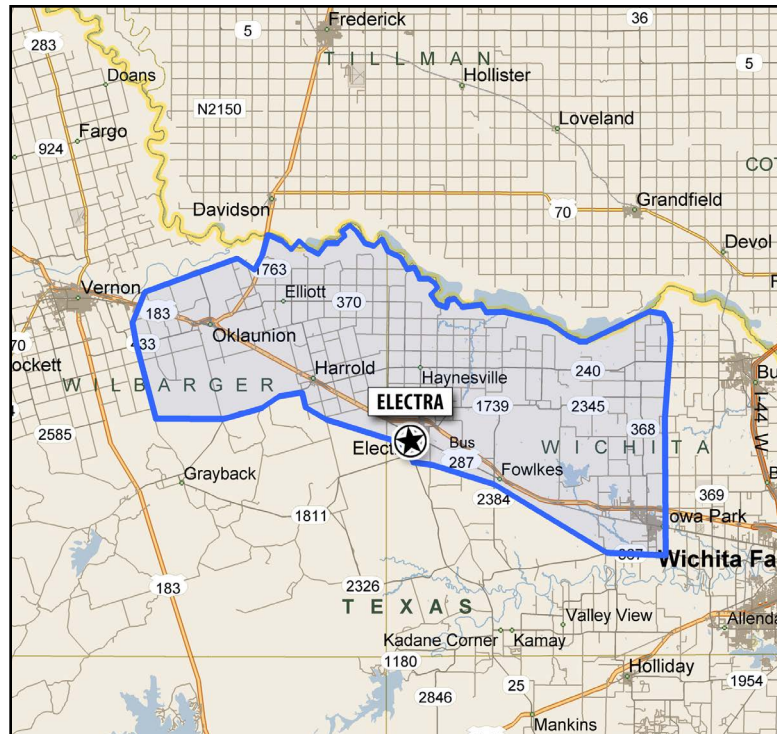 Frederick
36
283
5
TILLMAN
5
Doans
Hollister
N2150
Loveland
Fargo
924
COT
Davidson
Grandfield
70
Devol
1763
Vernon
Elliott
370
183
Oklaunion
70
433
ockett
Harrold
Haynesville
240
Bu
WILBARGER
ELECTRA
1739
2345
I-44 W
2585
368
Elect
Bus
WICHITA
287
Grayback
Fowlkes
369
B
2384
1811
owa Park
Wichita Fa
183
2326
TEXAS
Valley View
Allenda
Kadane Corner
Kamay
1180
Holliday
25
1954
2846
Mankins